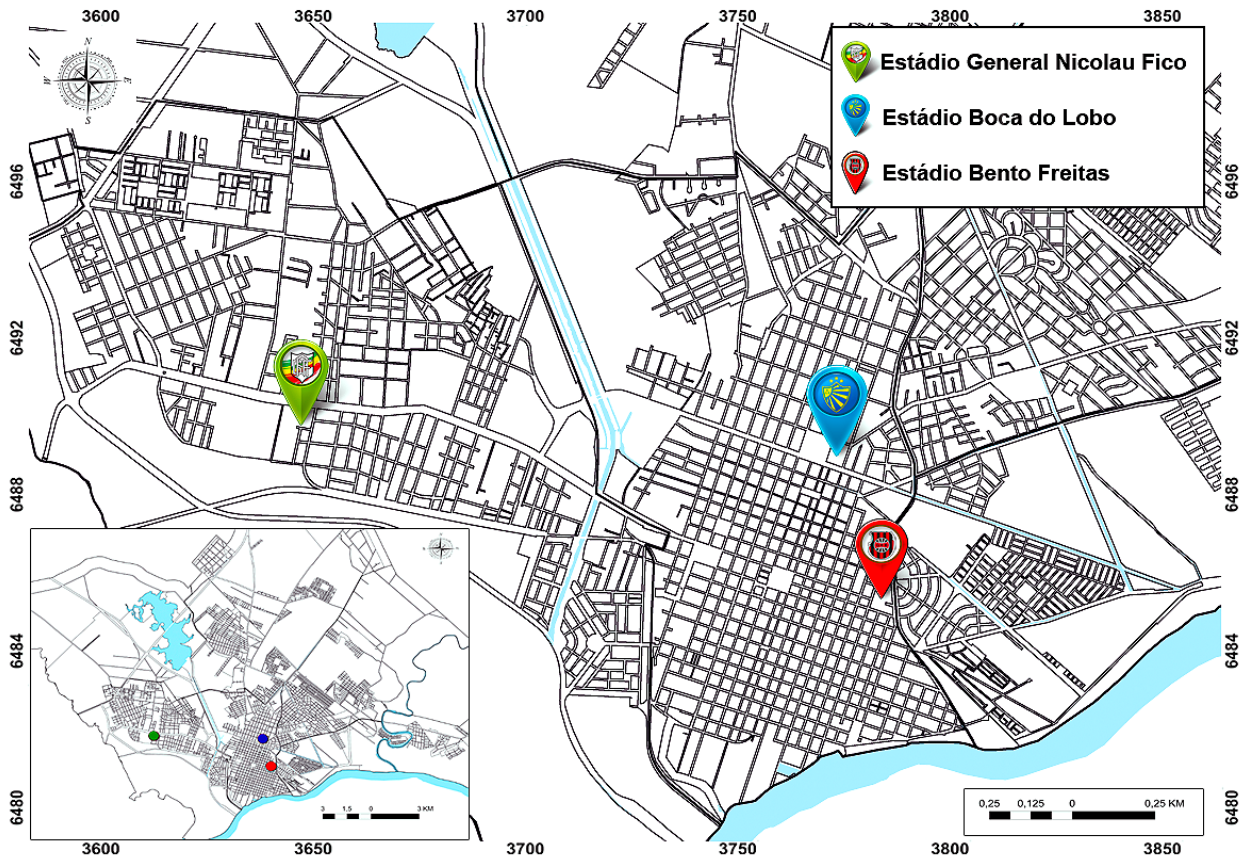 3600 3650 3700 3750 3800 3850
N
W E
S
Estádio General Nicolau Fico
Estádio Boca do Lobo
Estádio Bento Freitas
6496 6496
6492 6492
6488 6488
6484 6484
6480 6480
3 1,5 0 3 KM
0,25 0,125 0 0,25 KM
3600 3650 3700 3750 3800 3850